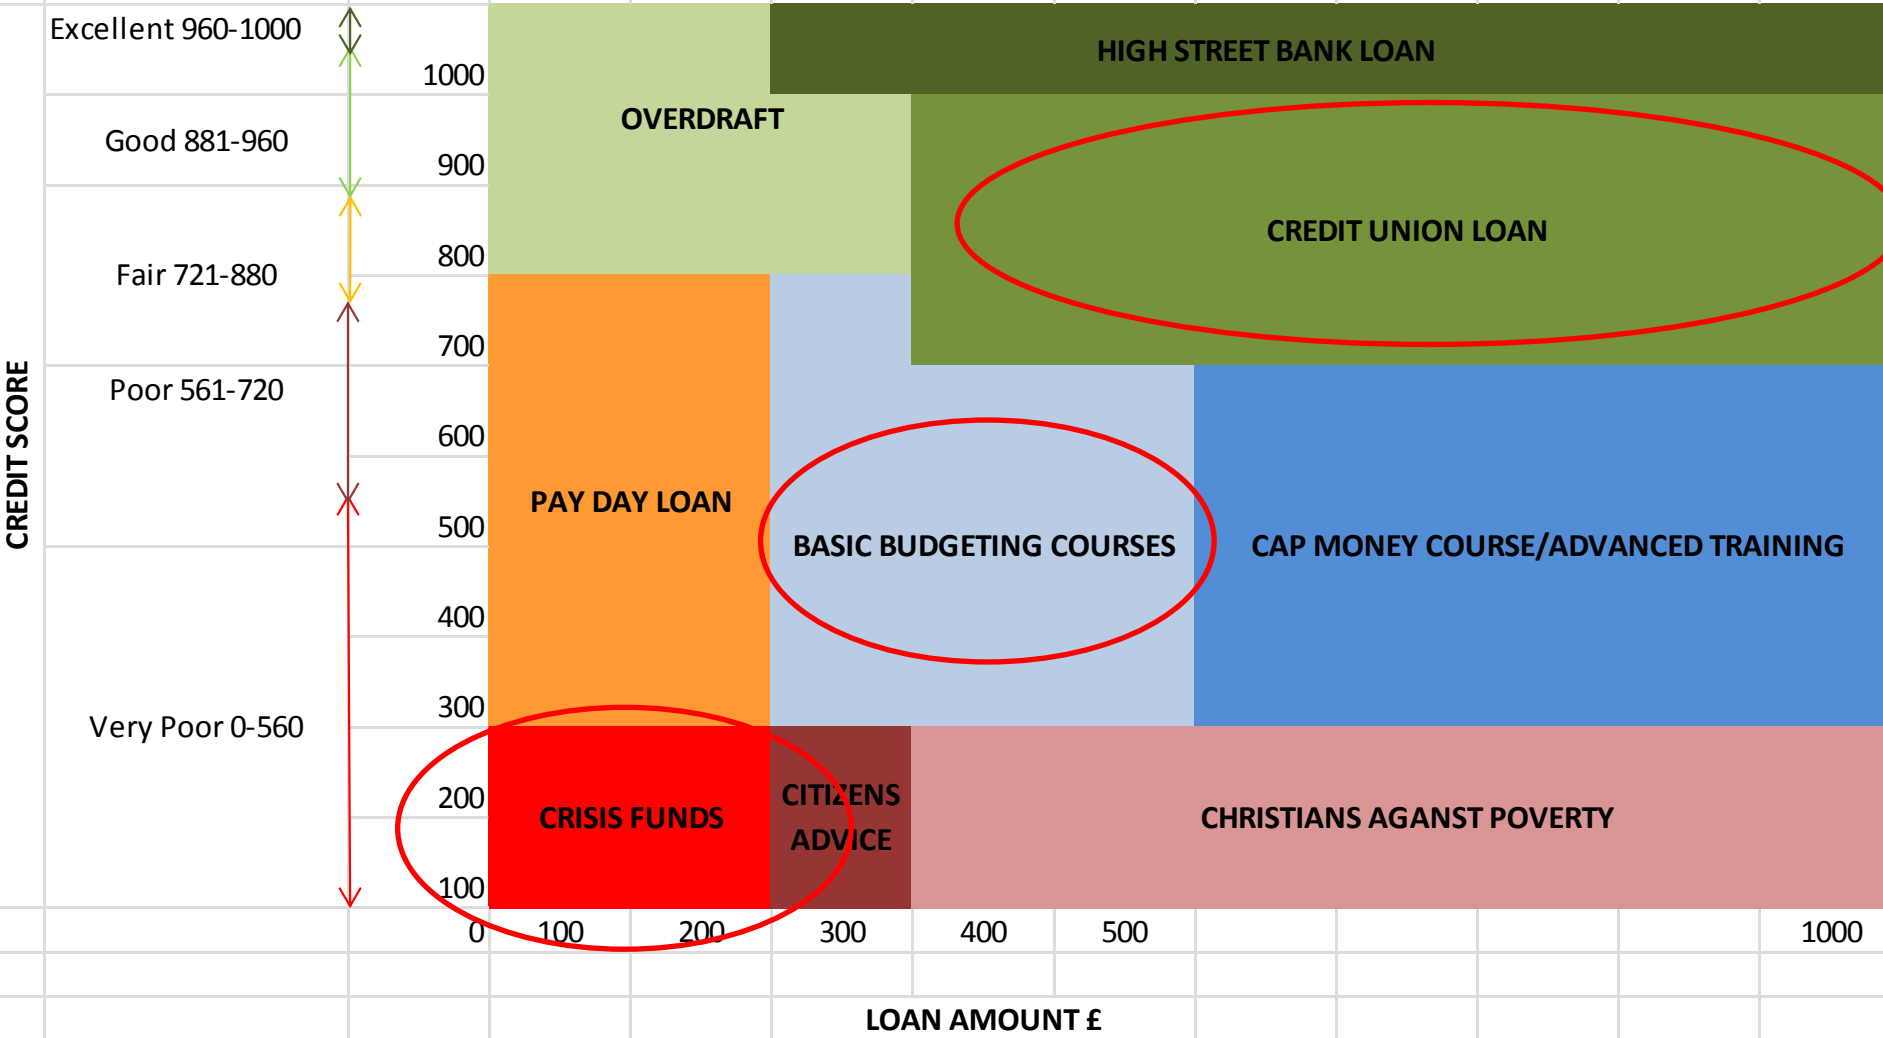 Excellent 960-1000
HIGH STREET BANK LOAN
1000
OVERDRAFT
Good 881-960
900
CREDIT UNION LOAN
800
Fair 721-880
700
Poor 561-720
CREDIT SCORE
600
PAY DAY LOAN
500
BASIC BUDGETING COURSES
CAP MONEY COURSE/ADVANCED TRAINING
400
300
Very Poor 0-560
200
CRISIS FUNDS
CITIZENS
ADVICE
CHRISTIANS AGANST POVERTY
100
0 100 200 300 400 500 1000
LOAN AMOUNT £